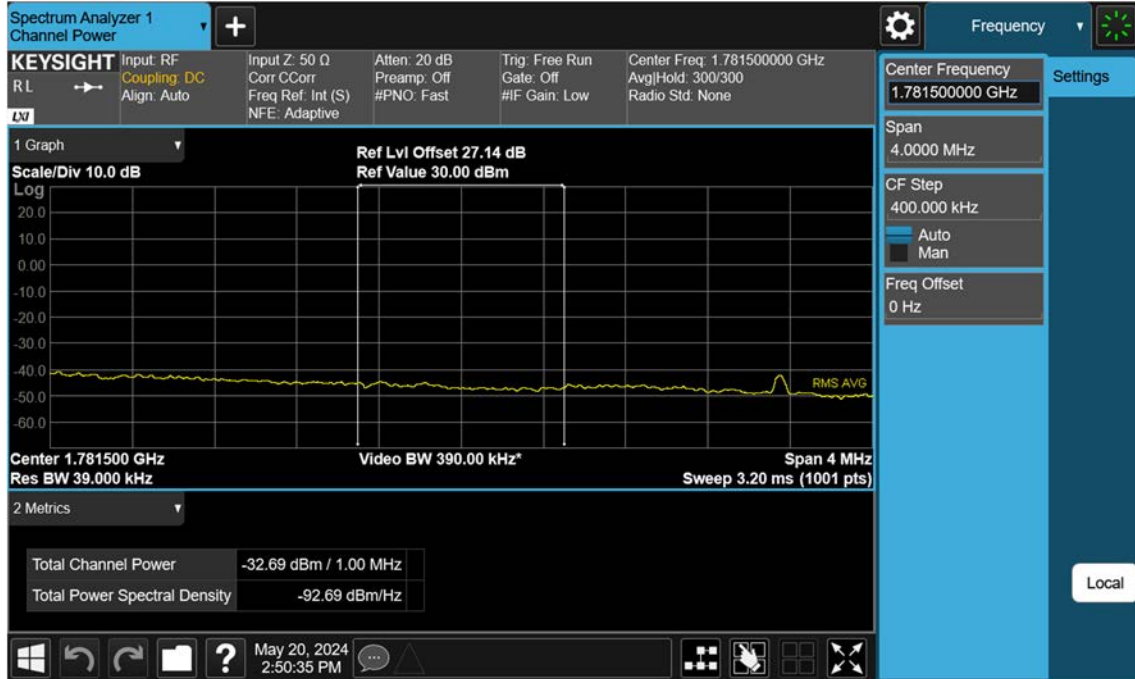 Spectrum Analyzer 1
Channel Power
+
Frequency
KEYSIGHT
R L
LXI
Input: RF
Coupling: DC
Align: Auto
Input Z: 50 Ω
Corr CCorr
Freq Ref: Int (S)
NFE: Adaptive
Atten: 20 dB
Preamp: Off
#PNO: Fast
Trig: Free Run
Gate: Off
#IF Gain: Low
Center Freq: 1.781500000 GHz
Avg|Hold: 300/300
Radio Std: None
Center Frequency
1.781500000 GHz
Settings
Span
4.0000 MHz
CF Step
400.000 kHz
Auto
Man
Freq Offset
0 Hz
1 Graph
Scale/Div 10.0 dB
Ref Lvl Offset 27.14 dB
Ref Value 30.00 dBm
Log
20.0
10.0
0.00
-10.0
-20.0
-30.0
-40.0
-50.0
-60.0
RMS AVG
Center 1.781500 GHz
Video BW 390.00 kHz*
Span 4 MHz
Res BW 39.000 kHz
Sweep 3.20 ms (1001 pts)
2 Metrics
Total Channel Power -32.69 dBm / 1.00 MHz
Total Power Spectral Density -92.69 dBm/Hz
Local
?
May 20, 2024
2:50:35 PM